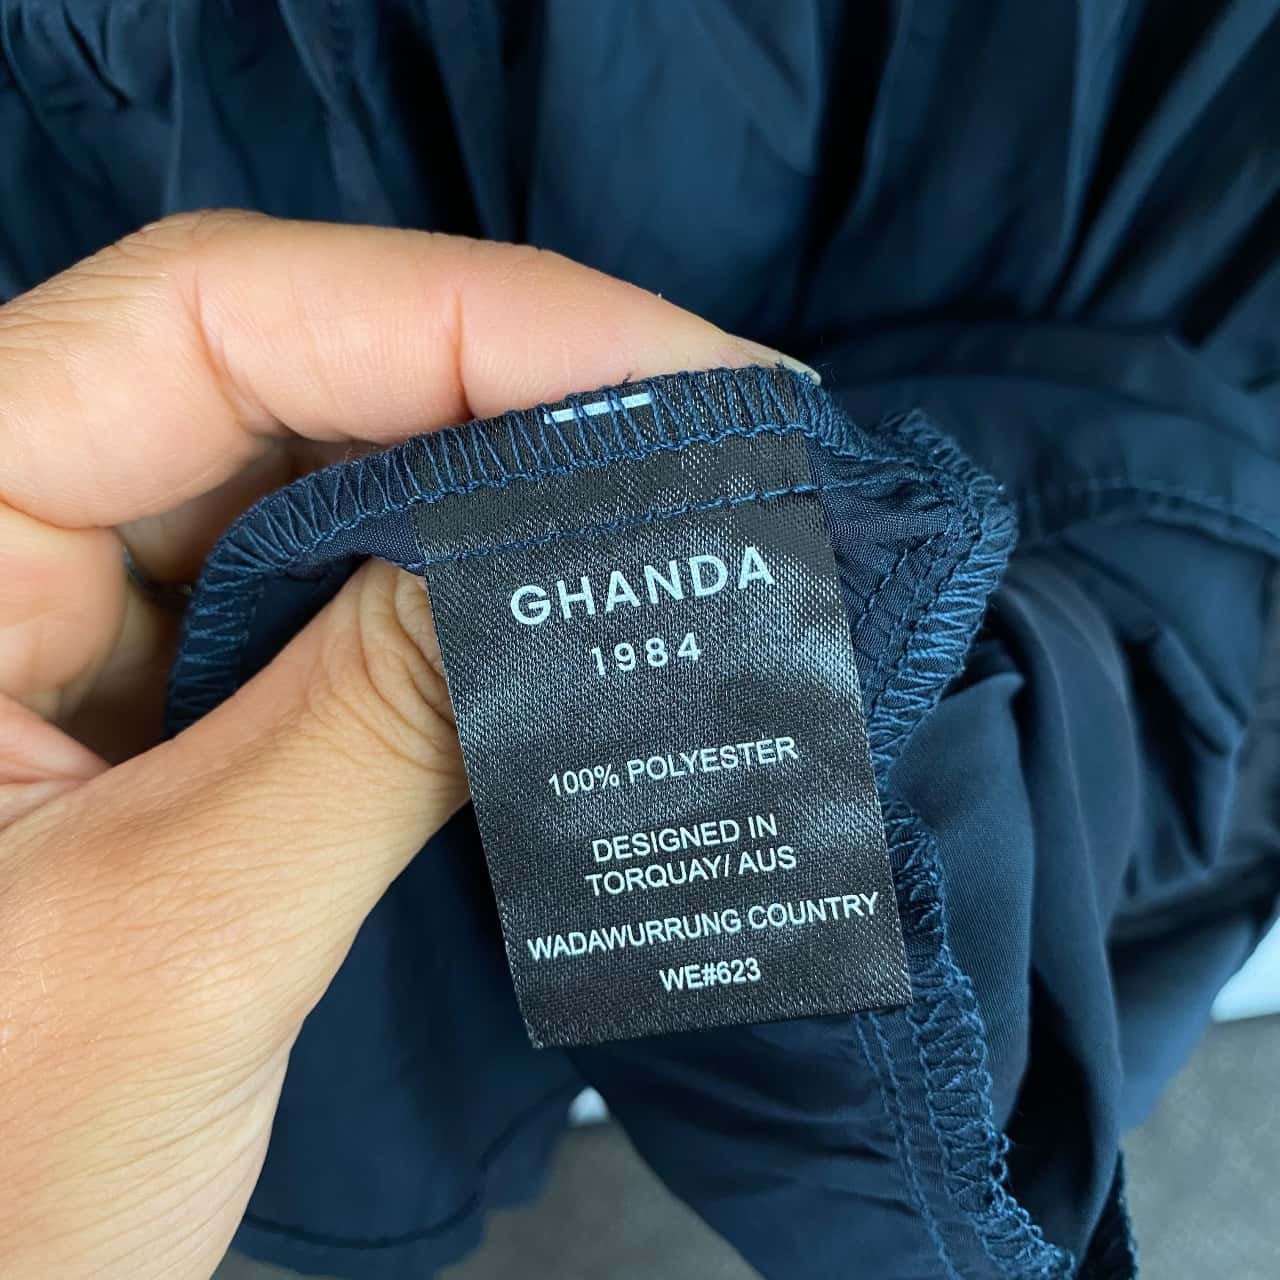 GHANDA
1984
100% POLYESTER
DESIGNED IN
TORQUAY/ AUS
WADAWURRUNG COUNTRY
WE#623